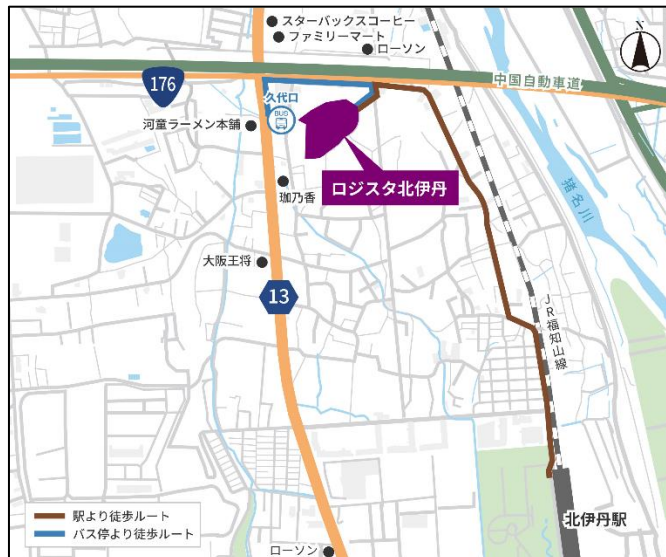 スターバックスコーヒー
ファミリーマート
ローソン
N
中国自動車道
176
久代口
BUS
河童ラーメン本舗
ロジスタ北伊丹
猪名川
珈乃香
大阪王将
13
JR福知山線
駅より徒歩ルート
バス停より徒歩ルート
北伊丹駅
ローソン